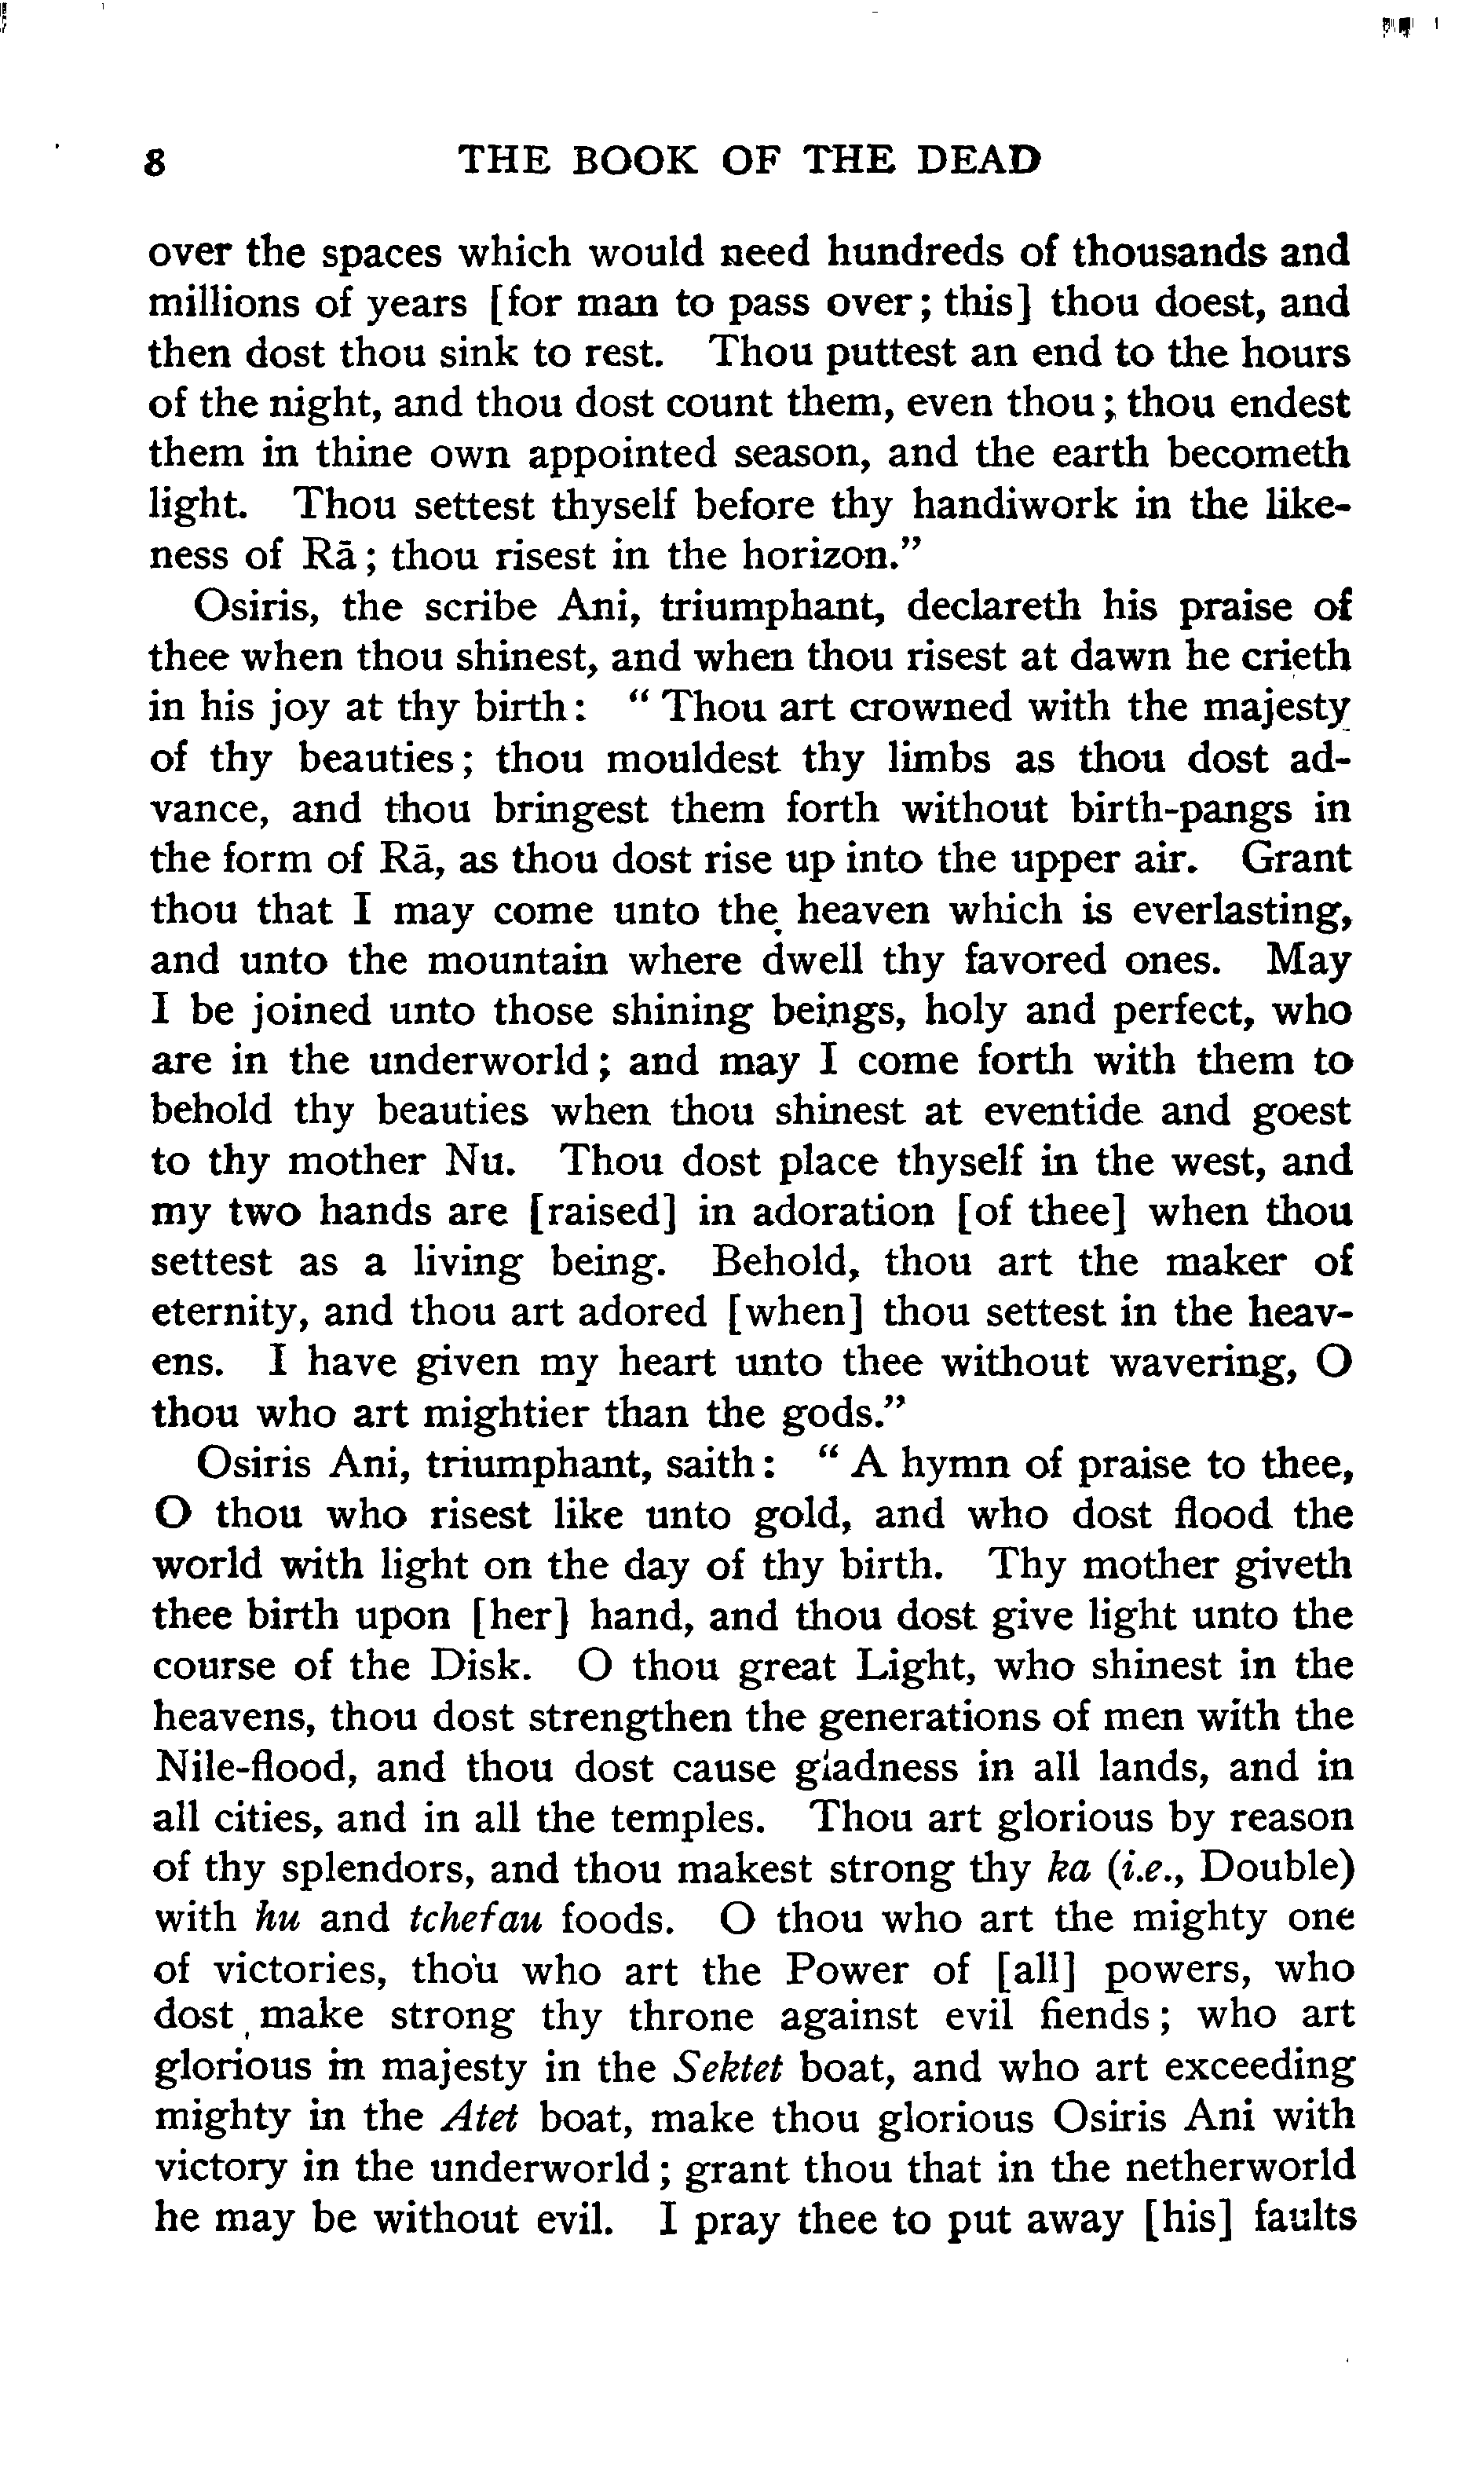 8 THE BOOK OF THE DEAD
over the spaces which would need hundreds of thousands and
millions of years [for man to pass over; this] thou doest, and
then dost thou sink to rest. Thou puttest an end to the hours
of the night, and thou dost count them, even thou; thou endest
them in thine own appointed season, and the earth becometh
light. Thou settest thyself before thy handiwork in the like-
ness of Rā; thou risest in the horizon."
Osiris, the scribe Ani, triumphant, declareth his praise of
thee when thou shinest, and when thou risest at dawn he crieth
in his joy at thy birth: "Thou art crowned with the majesty
of thy beauties; thou mouldest thy limbs as thou dost ad-
vance, and thou bringest them forth without birth-pangs in
the form of Rā, as thou dost rise up into the upper air. Grant
thou that I may come unto the heaven which is everlasting,
and unto the mountain where dwell thy favored ones. May
I be joined unto those shining beings, holy and perfect, who
are in the underworld; and may I come forth with them to
behold thy beauties when thou shinest at eventide and goest
to thy mother Nu. Thou dost place thyself in the west, and
my two hands are [raised] in adoration [of thee] when thou
settest as a living being. Behold, thou art the maker of
eternity, and thou art adored [when] thou settest in the heav-
ens. I have given my heart unto thee without wavering, O
thou who art mightier than the gods."
Osiris Ani, triumphant, saith: "A hymn of praise to thee,
O thou who risest like unto gold, and who dost flood the
world with light on the day of thy birth. Thy mother giveth
thee birth upon [her] hand, and thou dost give light unto the
course of the Disk. O thou great Light, who shinest in the
heavens, thou dost strengthen the generations of men with the
Nile-flood, and thou dost cause gladness in all lands, and in
all cities, and in all the temples. Thou art glorious by reason
of thy splendors, and thou makest strong thy ka (i.e., Double)
with hu and tchefau foods. O thou who art the mighty one
of victories, thou who art the Power of [all] powers, who
dost make strong thy throne against evil fiends; who art
glorious in majesty in the Sektet boat, and who art exceeding
mighty in the Atet boat, make thou glorious Osiris Ani with
victory in the underworld; grant thou that in the netherworld
he may be without evil. I pray thee to put away [his] faults